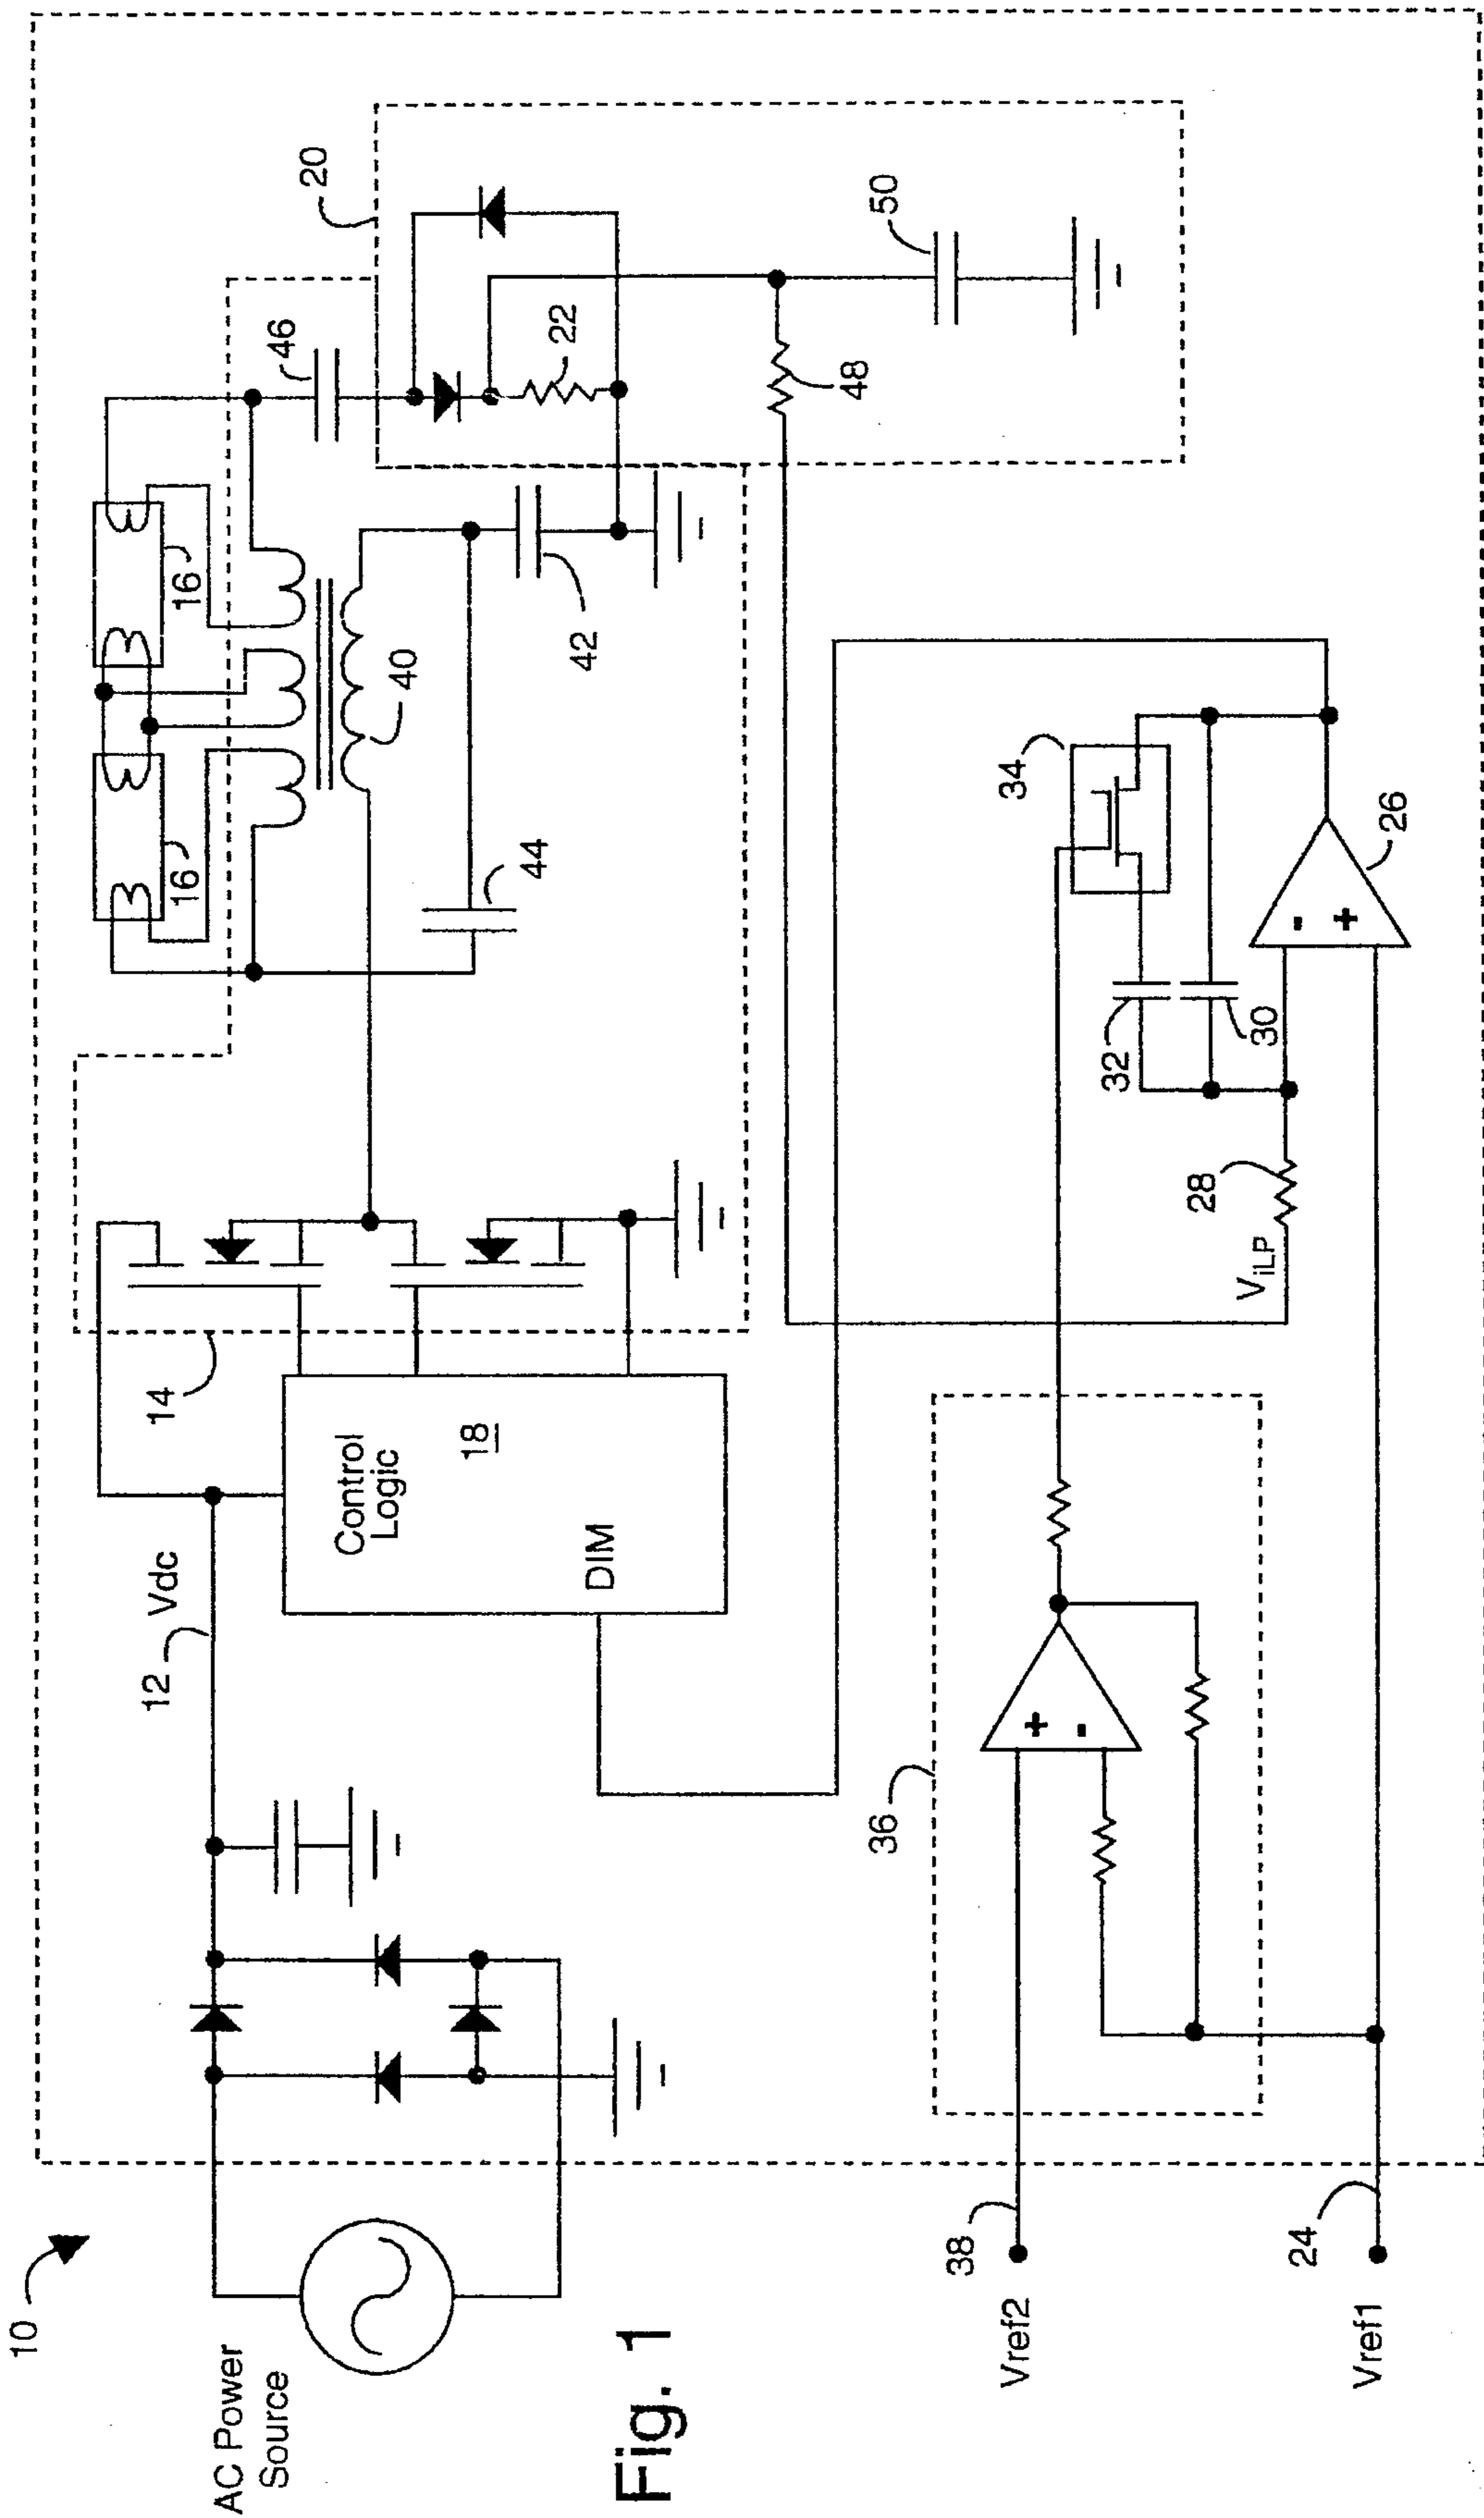 10
AC Power
Source
12
Vdc
14
Control
Logic
18
DIM
16
16
40
44
42
46
20
22
48
50
Vref2
38
36
Vref1
24
ViLP
28
32
30
34
-
+
26
+
-
Fig. 1